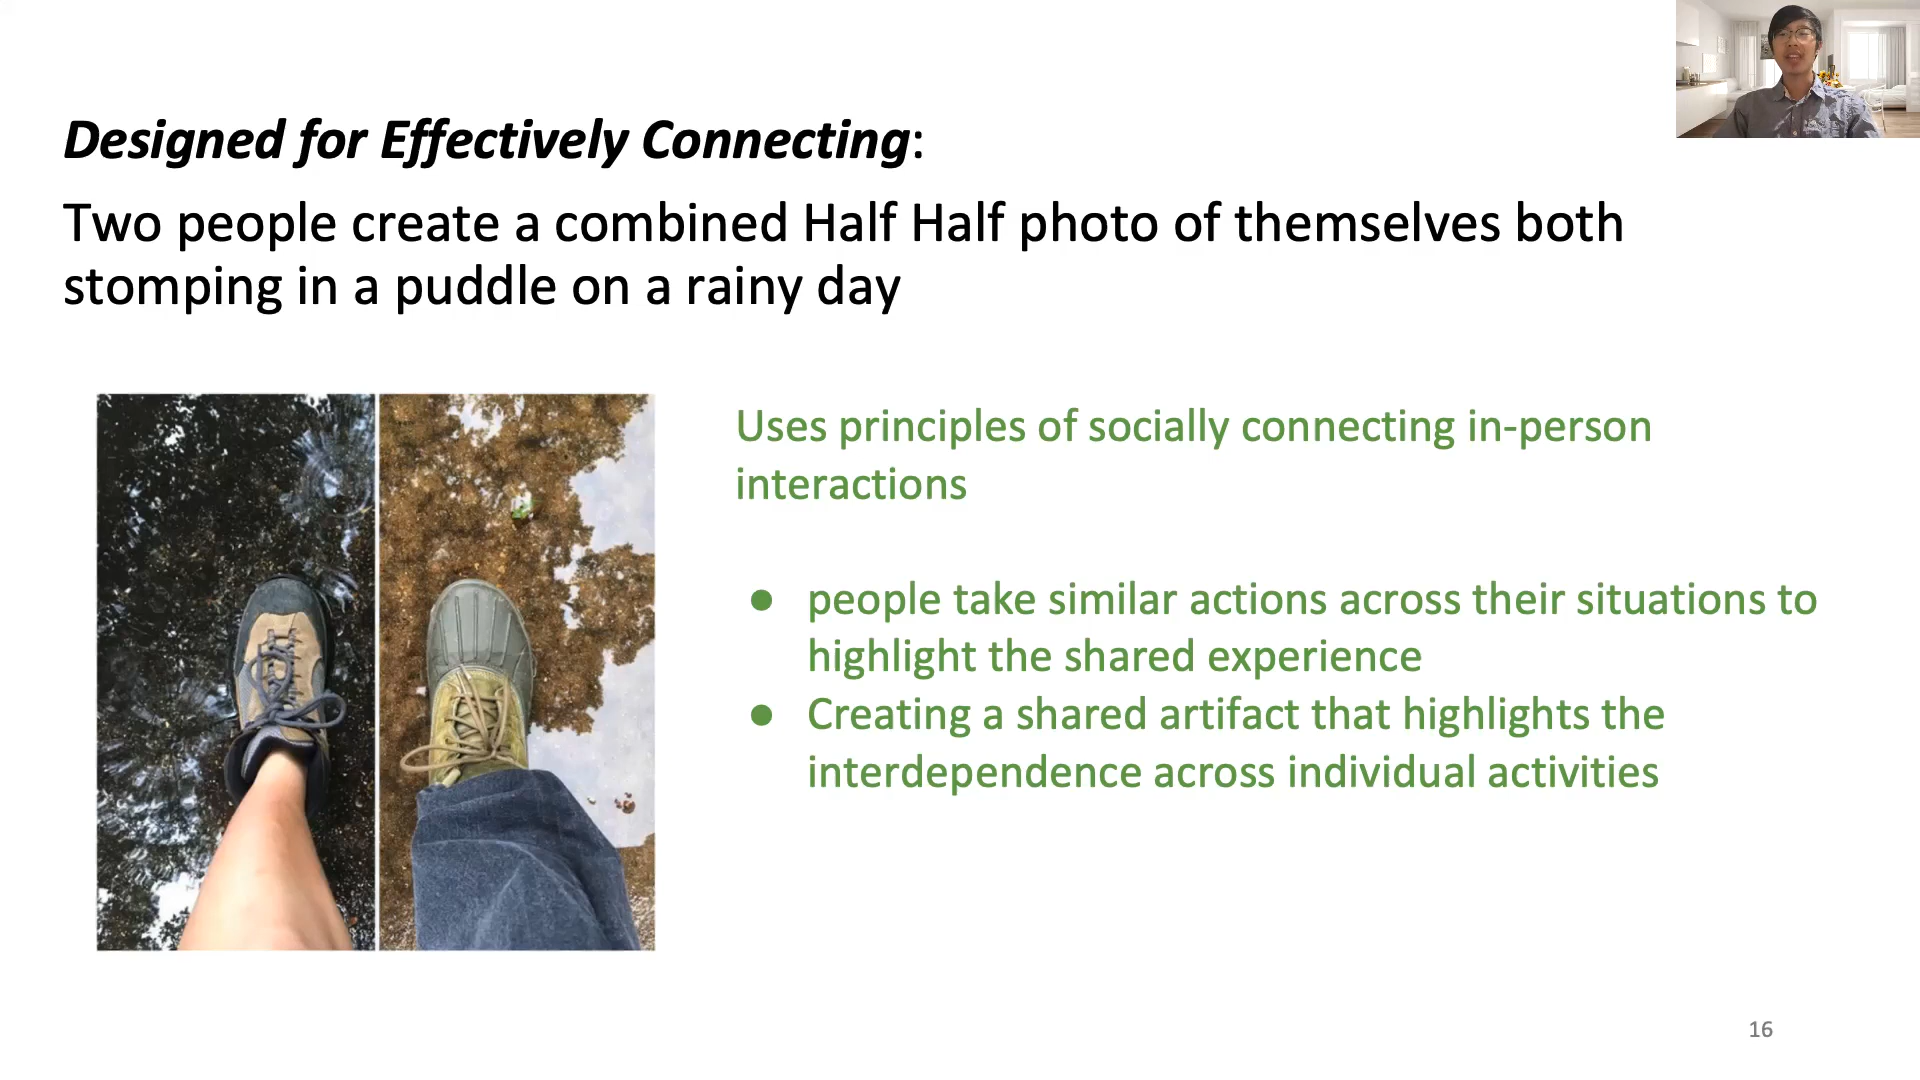 Designed for Effectively Connecting:
Two people create a combined Half Half photo of themselves both
stomping in a puddle on a rainy day
Uses principles of socially connecting in-person
interactions
● people take similar actions across their situations to
highlight the shared experience
● Creating a shared artifact that highlights the
interdependence across individual activities
16